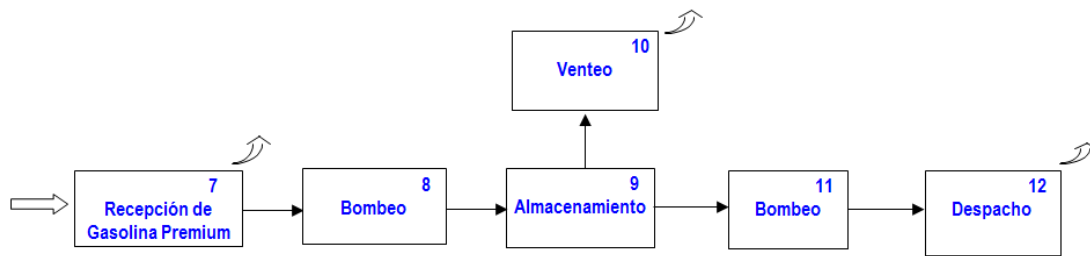 10
Venteo
7
Recepción de
Gasolina Premium
8
Bombeo
9
Almacenamiento
11
Bombeo
12
Despacho